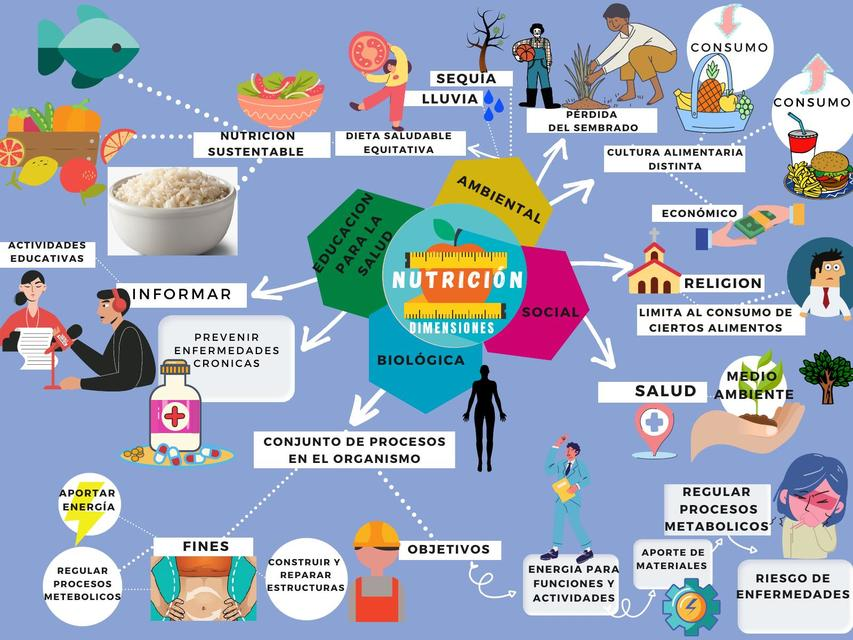 SEQUÍA
LLUVIA
PÉRDIDA
DEL SEMBRADO
CONSUMO
CONSUMO
NUTRICIÓN
SUSTENTABLE
DIETA SALUDABLE
EQUITATIVA
CULTURA ALIMENTARIA
DISTINTA
AMBIENTAL
EDUCACION
PARA LA
SALUD
ECONÓMICO
ACTIVIDADES
EDUCATIVAS
INFORMAR
NUTRICIÓN
DIMENSIONES
SOCIAL
BIOLÓGICA
RELIGION
LIMITA AL CONSUMO DE
CIERTOS ALIMENTOS
PREVENIR
ENFERMEDADES
CRONICAS
SALUD
MEDIO
AMBIENTE
CONJUNTO DE PROCESOS
EN EL ORGANISMO
APORTAR
ENERGÍA
FINES
REGULAR
PROCESOS
METEBOLICOS
CONSTRUIR Y
REPARAR
ESTRUCTURAS
OBJETIVOS
ENERGIA PARA
FUNCIONES Y
ACTIVIDADES
APORTE DE
MATERIALES
REGULAR
PROCESOS
METABOLICOS
RIESGO DE
ENFERMEDADES